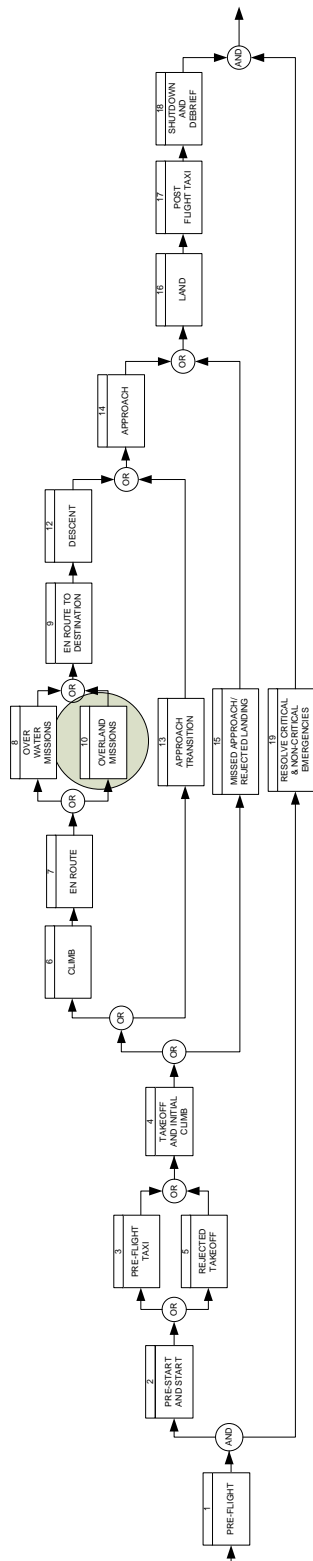 1
PRE-FLIGHT
AND
2
PRE-START
AND START
OR
3
PRE-FLIGHT
TAXI
5
REJECTED
TAKEOFF
OR
4
TAKEOFF
AND INITIAL
CLIMB
OR
OR
6
CLIMB
7
EN ROUTE
OR
8
OVER
WATER
MISSIONS
10
OVERLAND
MISSIONS
OR
9
EN ROUTE TO
DESTINATION
12
DESCENT
13
APPROACH
TRANSITION
OR
14
APPROACH
15
MISSED APPROACH/
REJECTED LANDING
OR
16
LAND
17
POST
FLIGHT TAXI
18
SHUTDOWN
AND
DEBRIEF
19
RESOLVE CRITICAL
& NON-CRITICAL
EMERGENCIES
AND